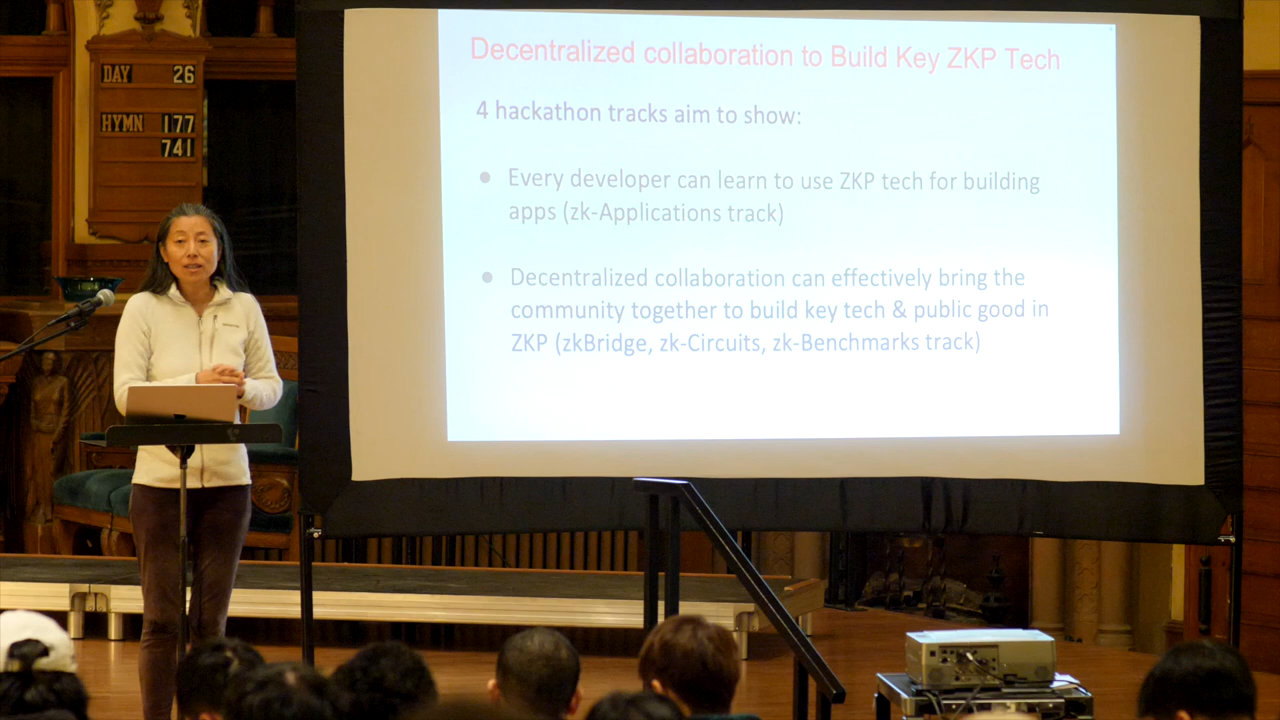 DAY 26
HYMN 177
741
Decentralized collaboration to Build Key ZKP Tech
4 hackathon tracks aim to show:
● Every developer can learn to use ZKP tech for building
apps (zk-Applications track)
● Decentralized collaboration can effectively bring the
community together to build key tech & public good in
ZKP (zkBridge, zk-Circuits, zk-Benchmarks track)